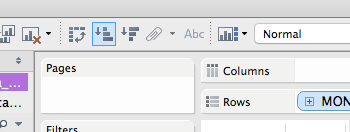 Abc Normal
Pages
Columns
Rows
MON
Filters